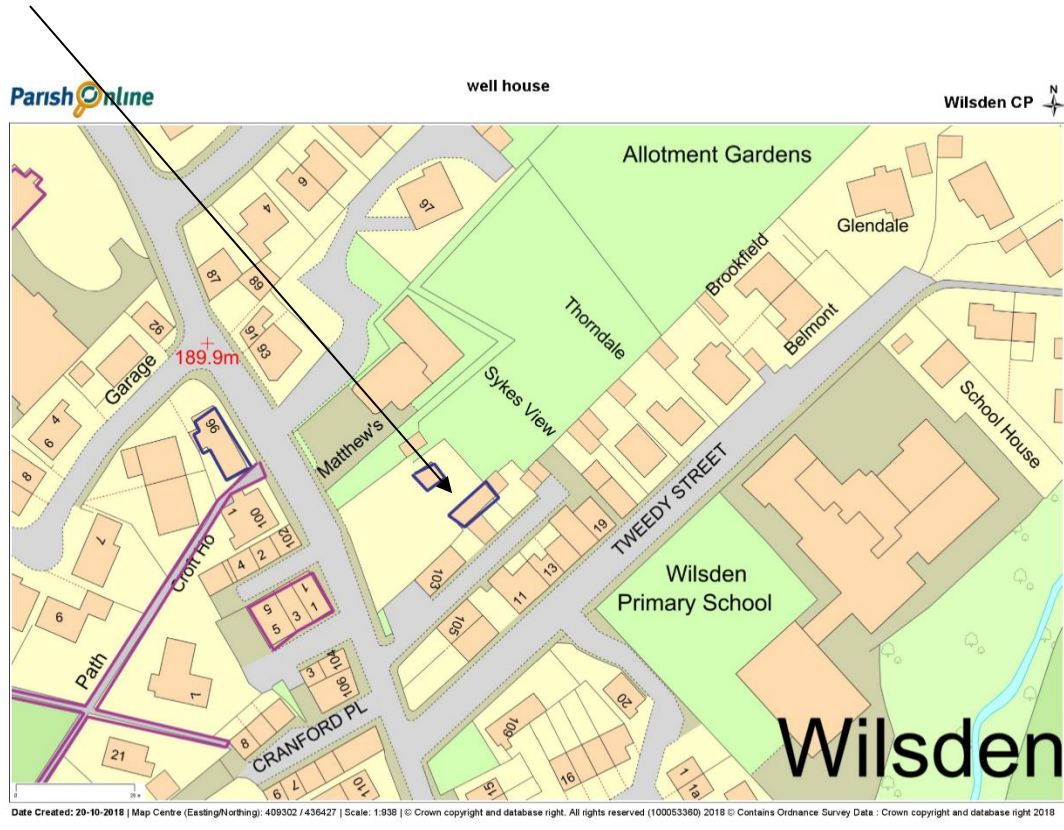 Parish Online
well house
Wilsden CP
N
Allotment Gardens
9
4
97
Glendale
87
89
Brookfield
92
91 93
189.9m
Thorndale
Belmont
Garage
Sykes View
School House
4
6
96
Matthew's
8
TWEEDY STREET
1
100
19
102
7
2
4
Croft Ho
13
103
Wilsden
Primary School
11
1
5
3
1
5
105
9
104
3
106
Path
1
20
109
CRANFORD PL
8
Wilsden
21
16
1
1a
7
9
110
15
Date Created: 20-10-2018 | Map Centre (Easting/Northing): 409302 / 436427 | Scale: 1:938 | © Crown copyright and database right. All rights reserved (100053360) 2018 © Contains Ordnance Survey Data : Crown copyright and database right 2018